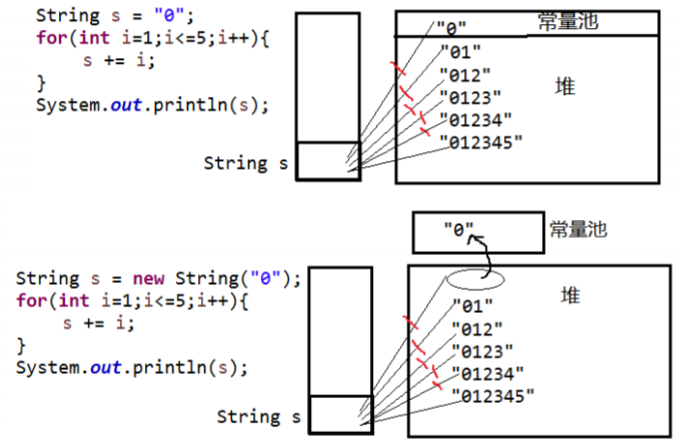 String s = "0";
for(int i=1;i<=5;i++){
s += i;
}
System.out.println(s);
String s
"0"
常量池
"01"
"012"
堆
"0123"
"01234"
"012345"
"0"
常量池
String s = new String("0");
for(int i=1;i<=5;i++){
s += i;
}
System.out.println(s);
String s
堆
"01"
"012"
"0123"
"01234"
"012345"